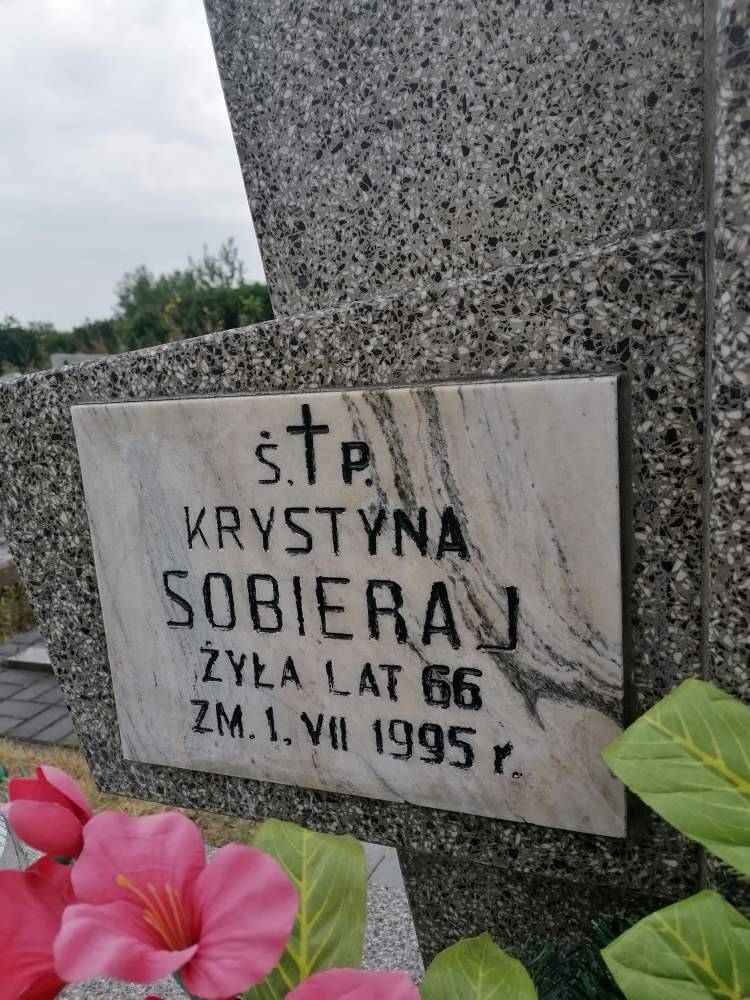 Ś. P.
KRYSTYNA
SOBIERAJ
ŻYŁA LAT 66
ZM. 1. VII 1995 r.